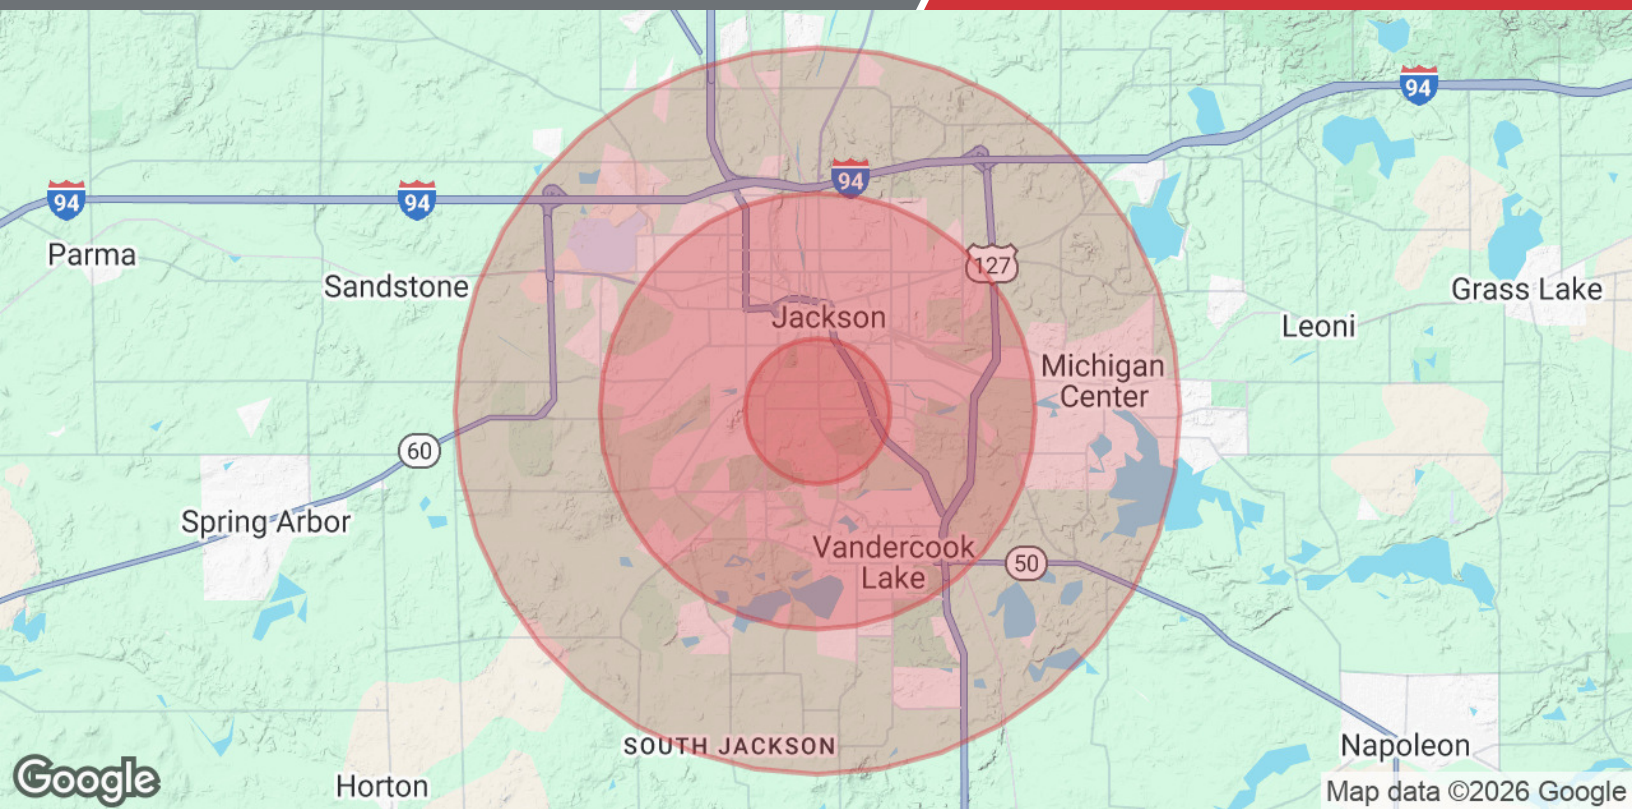 94
94
94
94
Parma
Sandstone
127
Grass Lake
Jackson
Leoni
Michigan
Center
60
Spring Arbor
Vandercook
Lake
50
SOUTH JACKSON
Napoleon
Google
Horton
Map data ©2026 Google